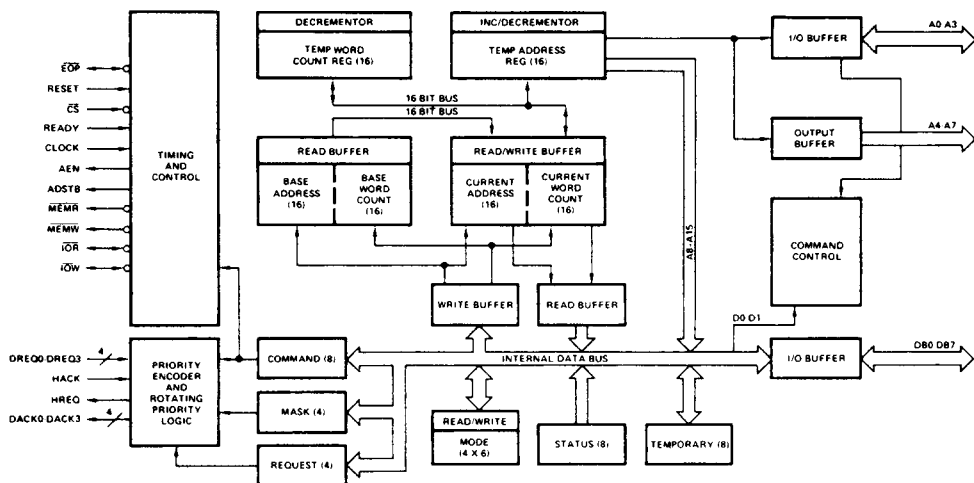 DECREMENTOR
TEMP WORD
COUNT REG (16)
INC/DECREMENTOR
TEMP ADDRESS
REG (16)
I/O BUFFER
A0 A3
16 BIT BUS
16 BIT BUS
OUTPUT
BUFFER
A4 A7
EOP
RESET
CS
READY
CLOCK
AEN
ADSTB
MEMR
MEMW
IOR
IOW
TIMING
AND
CONTROL
READ BUFFER
BASE
ADDRESS
(16)
BASE
WORD
COUNT
(16)
READ/WRITE BUFFER
CURRENT
ADDRESS
(16)
CURRENT
WORD
COUNT
(16)
A8-A15
COMMAND
CONTROL
WRITE BUFFER
READ BUFFER
D0 D1
DREQ0-DREQ3
4
HACK
HREQ
DACK0-DACK3
4
PRIORITY
ENCODER
AND
ROTATING
PRIORITY
LOGIC
COMMAND (8)
INTERNAL DATA BUS
I/O BUFFER
DB0 DB7
MASK (4)
REQUEST (4)
READ/WRITE
MODE
(4 X 6)
STATUS (8)
TEMPORARY (8)